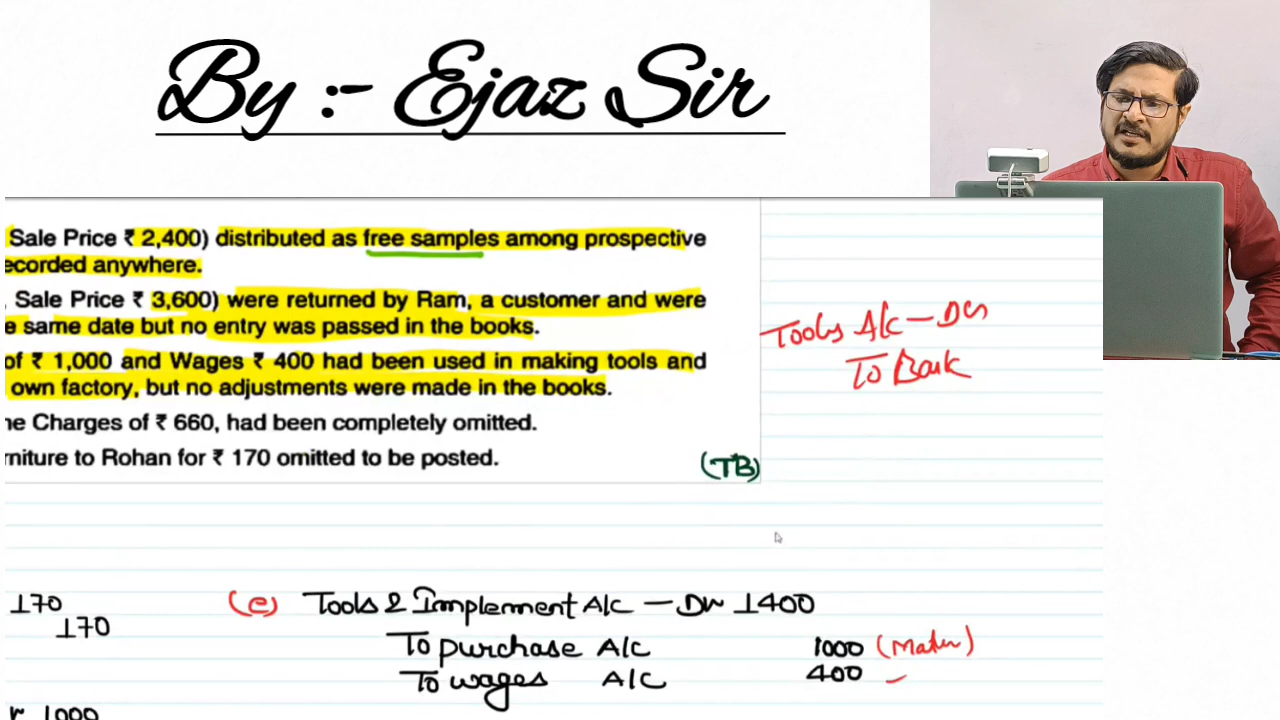 By :- Ejaz Sir
Sale Price ₹ 2,400) distributed as free samples among prospective
ecorded anywhere.
. Sale Price ₹ 3,600) were returned by Ram, a customer and were
e same date but no entry was passed in the books.
of ₹ 1,000 and Wages ₹ 400 had been used in making tools and
own factory, but no adjustments were made in the books.
ne Charges of ₹ 660, had been completely omitted.
rniture to Rohan for ₹ 170 omitted to be posted.
(TB)
Tools A/c — Dr
To Bank
170
170
(e) Tools & Implement A/c — Dr 1400
To purchase A/c 1000 (Mater)
To wages A/c 400
r 1000